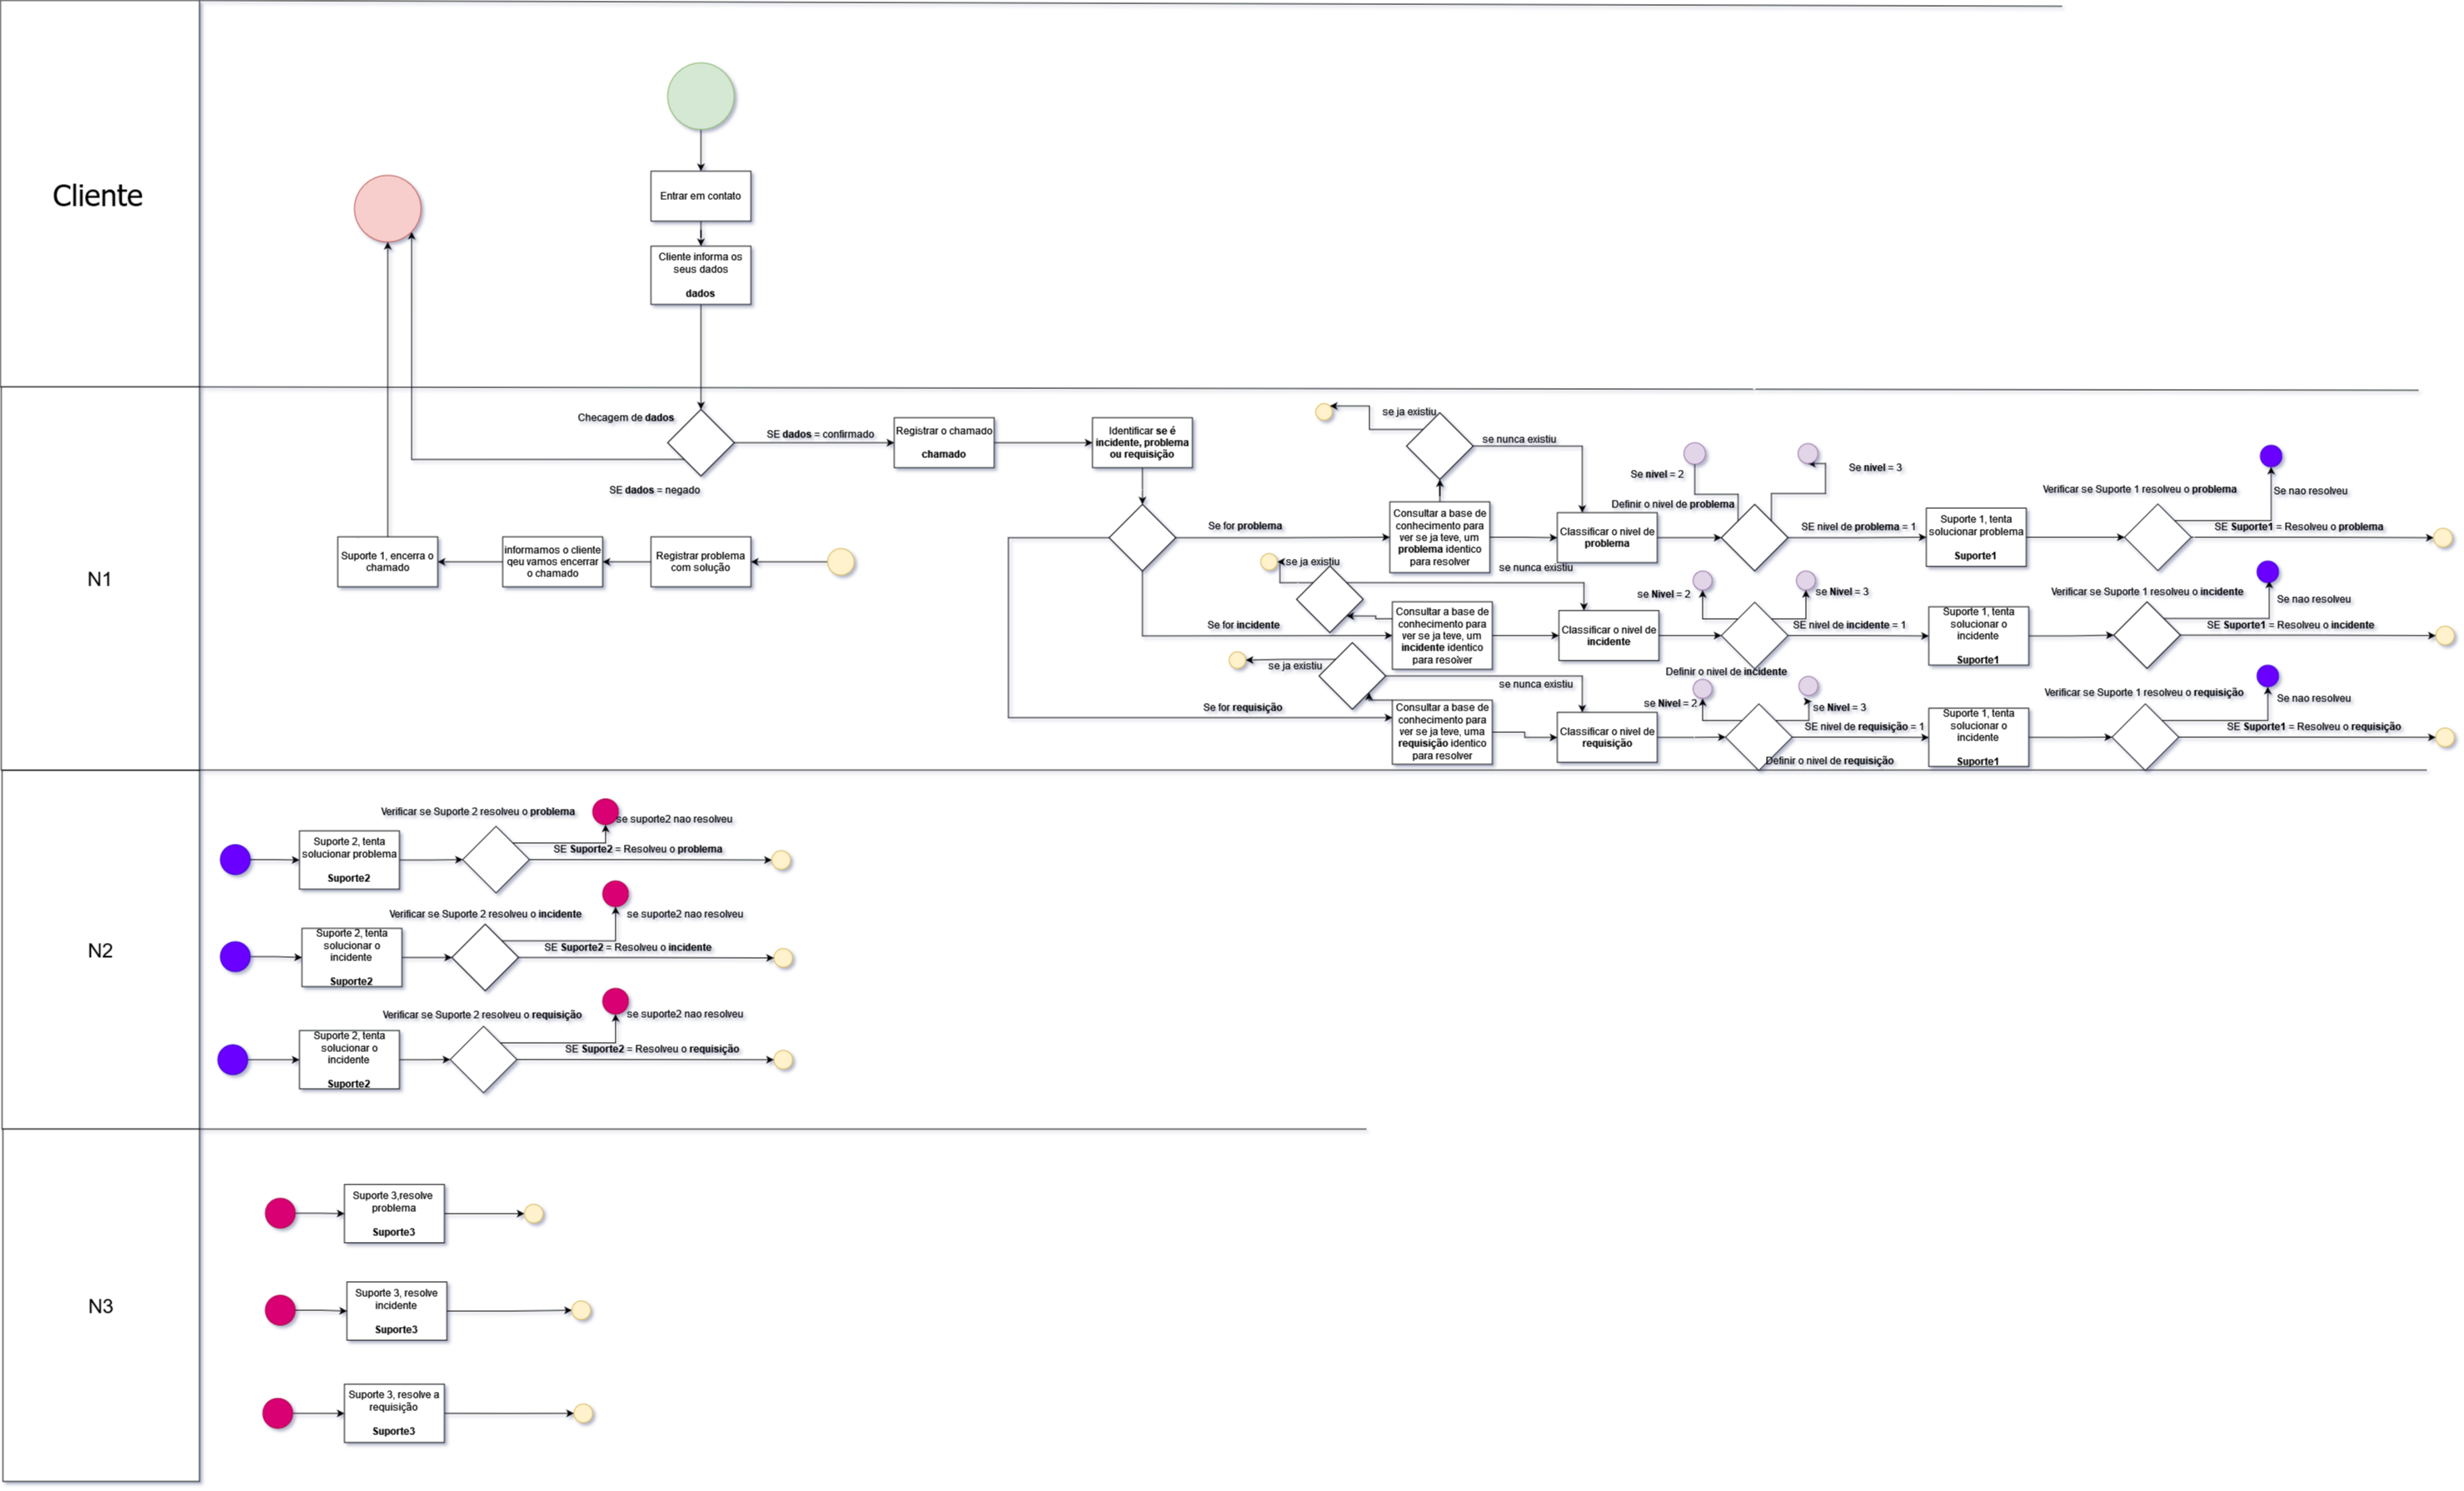 Cliente
Entrar em contato
Cliente informa os
seus dados
dados
N1
Checagem de dados
SE dados = confirmado
SE dados = negado
Registrar o chamado
chamado
Identificar se é
incidente, problema
ou requisição
Suporte 1, encerra o
chamado
informamos o cliente
qeu vamos encerrar
o chamado
Registrar problema
com solução
Se for problema
se ja existiu
se nunca existiu
Consultar a base de
conhecimento para
ver se ja teve, um
problema identico
para resolver
Classificar o nivel de
problema
Definir o nivel de problema
Se nivel = 2
Se nivel = 3
SE nivel de problema = 1
Suporte 1, tenta
solucionar problema
Suporte1
Verificar se Suporte 1 resolveu o problema
Se nao resolveu
SE Suporte1 = Resolveu o problema
Se for incidente
se ja existiu
se nunca existiu
Consultar a base de
conhecimento para
ver se ja teve, um
incidente identico
para resolver
Classificar o nivel de
incidente
se Nivel = 2
se Nivel = 3
SE nivel de incidente = 1
Definir o nivel de incidente
Suporte 1, tenta
solucionar o
incidente
Suporte1
Verificar se Suporte 1 resolveu o incidente
Se nao resolveu
SE Suporte1 = Resolveu o incidente
Se for requisição
se ja existiu
se nunca existiu
Consultar a base de
conhecimento para
ver se ja teve, uma
requisição identico
para resolver
Classificar o nivel de
requisição
se Nivel = 2
se Nivel = 3
SE nivel de requisição = 1
Definir o nivel de requisição
Suporte 1, tenta
solucionar o
incidente
Suporte1
Verificar se Suporte 1 resolveu o requisição
Se nao resolveu
SE Suporte1 = Resolveu o requisição
N2
Verificar se Suporte 2 resolveu o problema
se suporte2 nao resolveu
Suporte 2, tenta
solucionar problema
Suporte2
SE Suporte2 = Resolveu o problema
Verificar se Suporte 2 resolveu o incidente
se suporte2 nao resolveu
Suporte 2, tenta
solucionar o
incidente
Suporte2
SE Suporte2 = Resolveu o incidente
Verificar se Suporte 2 resolveu o requisição
se suporte2 nao resolveu
Suporte 2, tenta
solucionar o
incidente
Suporte2
SE Suporte2 = Resolveu o requisição
N3
Suporte 3,resolve
problema
Suporte3
Suporte 3, resolve
incidente
Suporte3
Suporte 3, resolve a
requisição
Suporte3